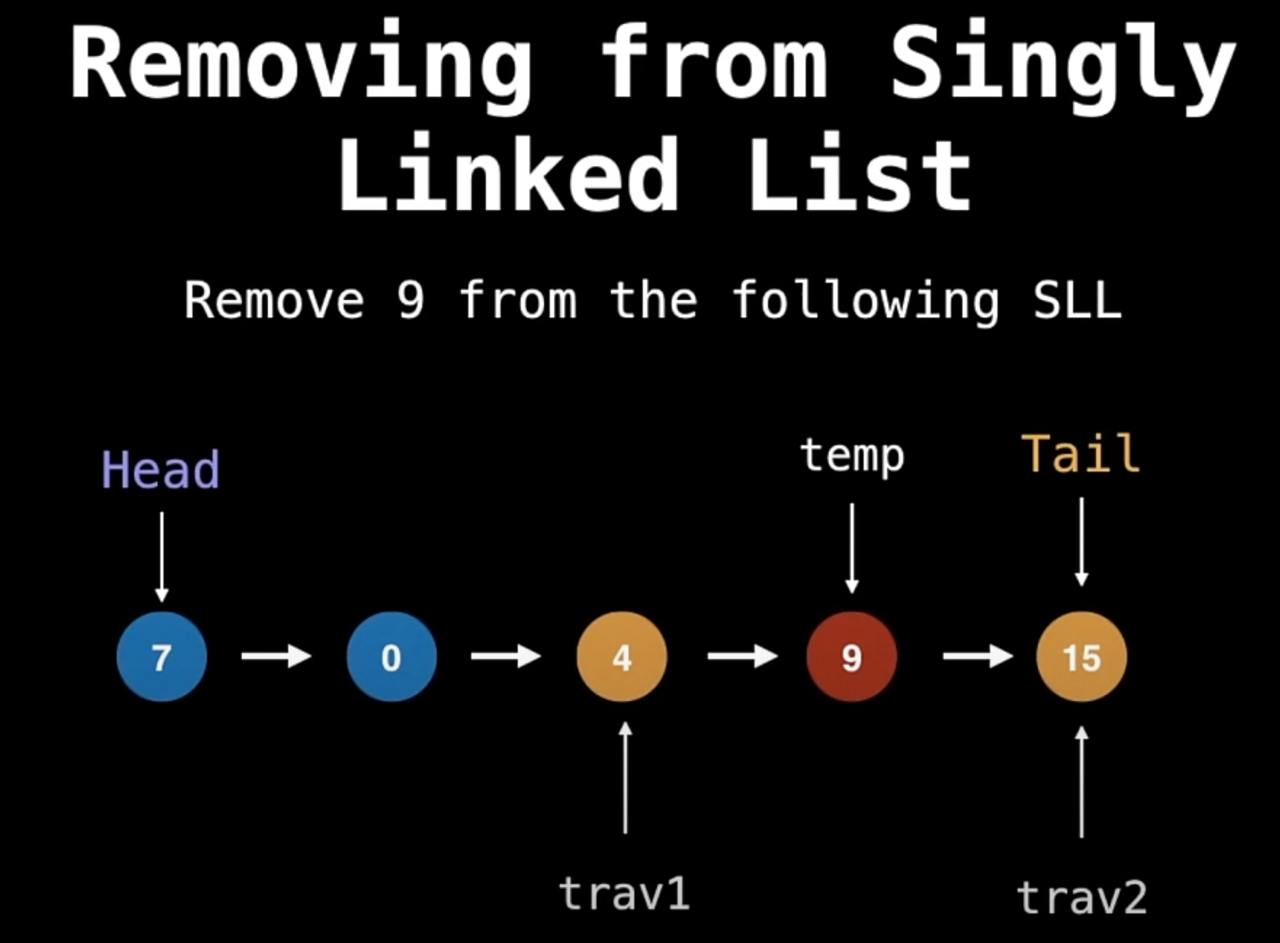 Removing from Singly
Linked List
Remove 9 from the following SLL
Head
temp
Tail
7
0
4
9
15
trav1
trav2